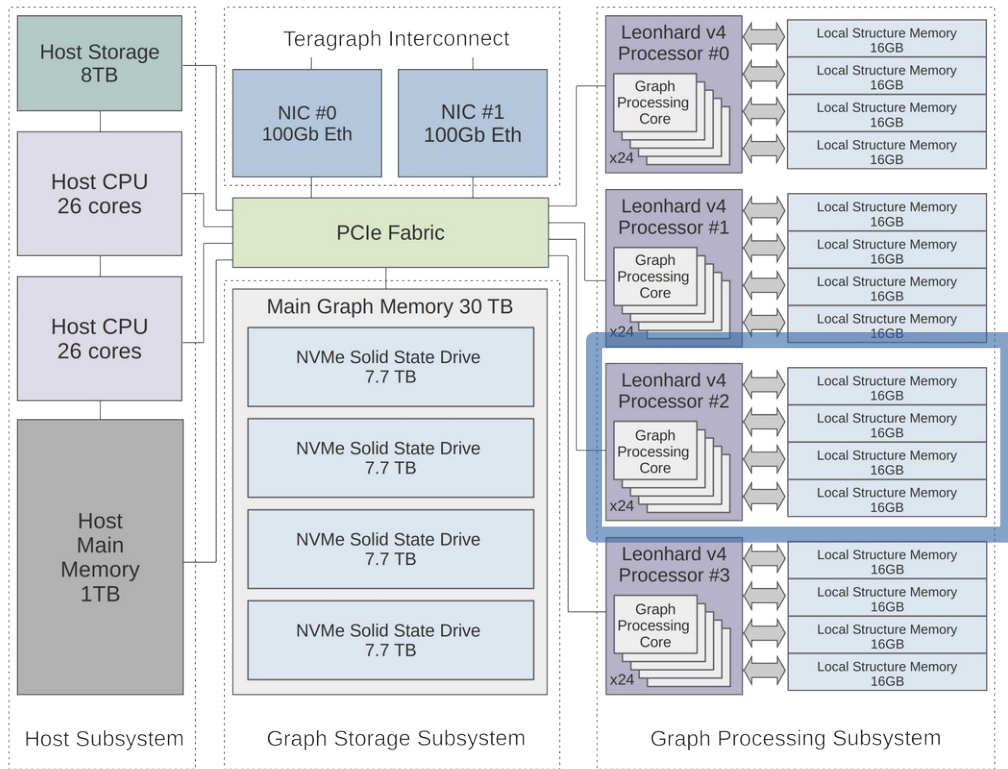 Host Storage
8TB
Host CPU
26 cores
Host CPU
26 cores
Host
Main
Memory
1TB
Host Subsystem
Teragraph Interconnect
NIC #0
100Gb Eth
NIC #1
100Gb Eth
PCIe Fabric
Main Graph Memory 30 TB
NVMe Solid State Drive
7.7 TB
NVMe Solid State Drive
7.7 TB
NVMe Solid State Drive
7.7 TB
NVMe Solid State Drive
7.7 TB
Graph Storage Subsystem
Leonhard v4
Processor #0
Graph
Processing
Core
x24
Local Structure Memory
16GB
Local Structure Memory
16GB
Local Structure Memory
16GB
Local Structure Memory
16GB
Leonhard v4
Processor #1
Graph
Processing
Core
x24
Local Structure Memory
16GB
Local Structure Memory
16GB
Local Structure Memory
16GB
Local Structure Memory
16GB
Leonhard v4
Processor #2
Graph
Processing
Core
x24
Local Structure Memory
16GB
Local Structure Memory
16GB
Local Structure Memory
16GB
Local Structure Memory
16GB
Leonhard v4
Processor #3
Graph
Processing
Core
x24
Local Structure Memory
16GB
Local Structure Memory
16GB
Local Structure Memory
16GB
Local Structure Memory
16GB
Graph Processing Subsystem